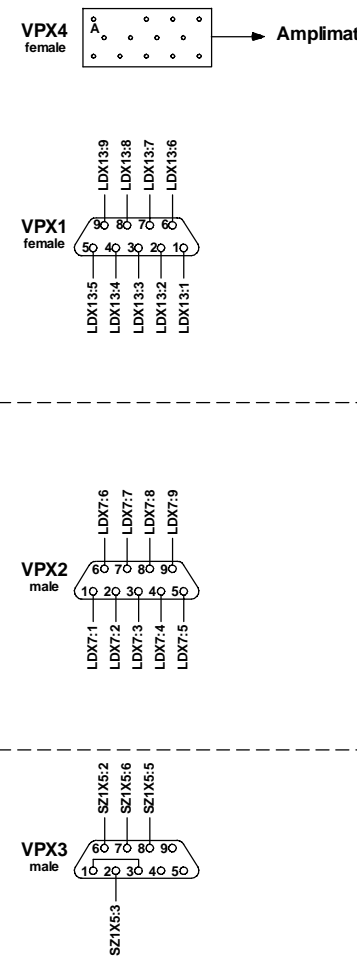 VPX4
female
A
Amplimat
LDX13:9
LDX13:8
LDX13:7
LDX13:6
VPX1
female
9 8 7 6
5 4 3 2 1
LDX13:5
LDX13:4
LDX13:3
LDX13:2
LDX13:1
LDX7:6
LDX7:7
LDX7:8
LDX7:9
VPX2
male
6 7 8 9
1 2 3 4 5
LDX7:1
LDX7:2
LDX7:3
LDX7:4
LDX7:5
SZ1X5:2
SZ1X5:6
SZ1X5:5
VPX3
male
6 7 8 9
1 2 3 4 5
SZ1X5:3